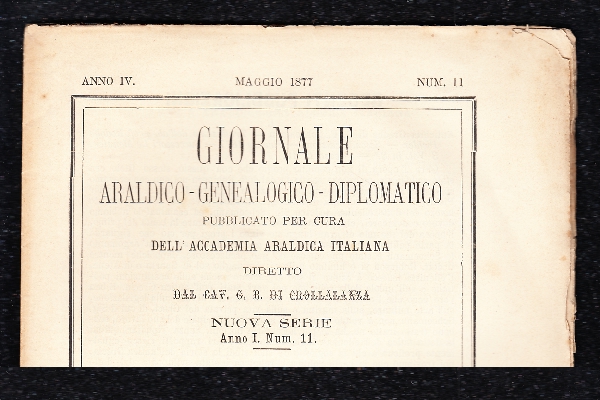 ANNO IV. MAGGIO 1877 NUM. 11
GIORNALE
ARALDICO-GENEALOGICO-DIPLOMATICO
PUBBLICATO PER CURA
DELL' ACCADEMIA ARALDICA ITALIANA
DIRETTO
DAL CAV. G. B. DI CROLLALANZA
NUOVA SERIE
Anno I. Num. 11.